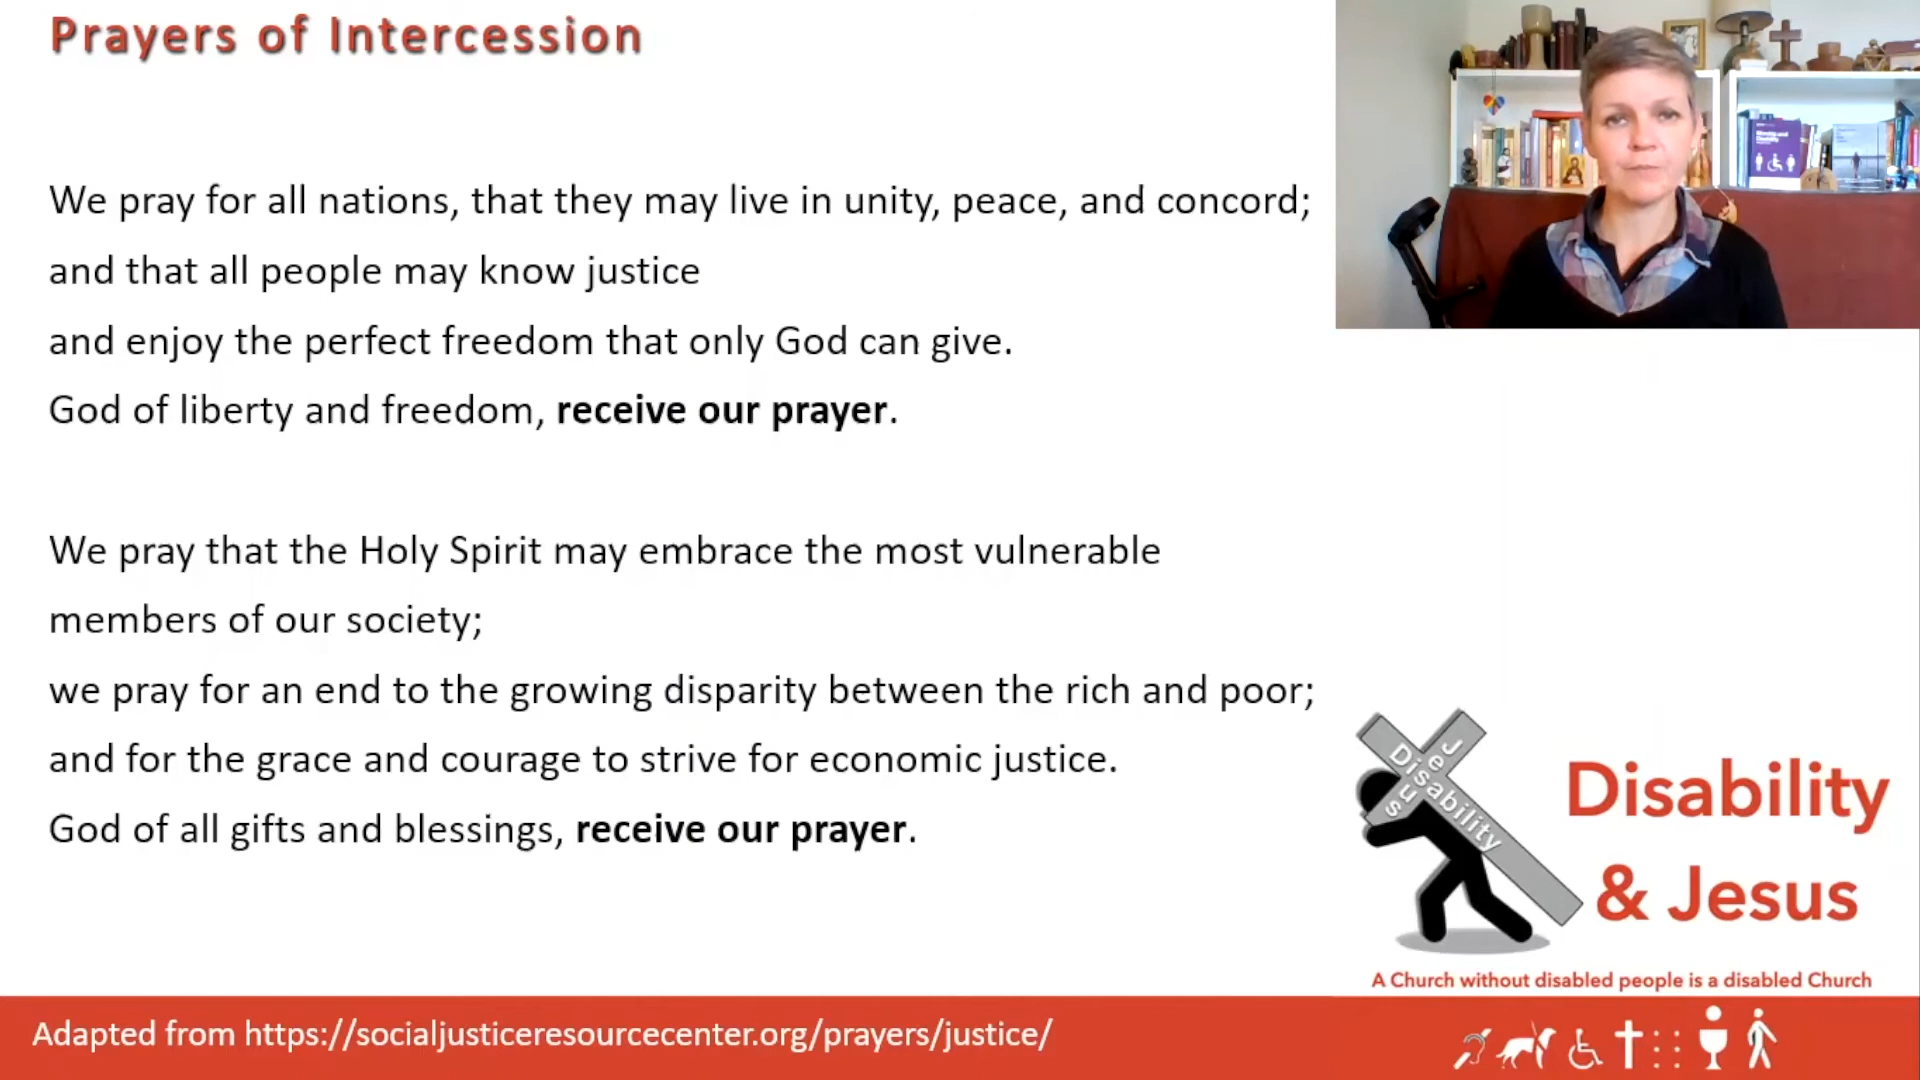 Prayers of Intercession
We pray for all nations, that they may live in unity, peace, and concord;
and that all people may know justice
and enjoy the perfect freedom that only God can give.
God of liberty and freedom, receive our prayer.
We pray that the Holy Spirit may embrace the most vulnerable
members of our society;
we pray for an end to the growing disparity between the rich and poor;
and for the grace and courage to strive for economic justice.
God of all gifts and blessings, receive our prayer.
Jesus
Disability
Disability
& Jesus
A Church without disabled people is a disabled Church
Adapted from https://socialjusticeresourcecenter.org/prayers/justice/